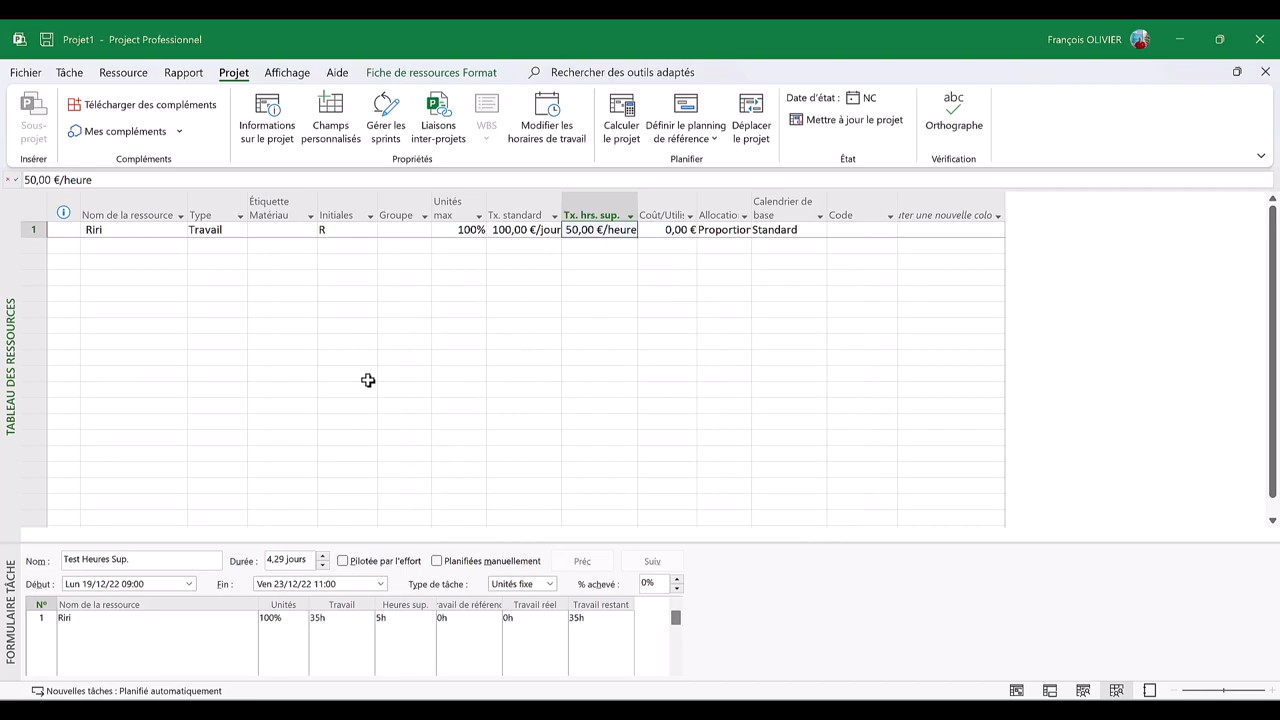 Projet1 - Project Professionnel
François OLIVIER
Fichier Tâche Ressource Rapport Projet Affichage Aide Fiche de ressources Format Rechercher des outils adaptés
Sous-projet
Insérer
Télécharger des compléments
Mes compléments
Compléments
Informations sur le projet
Champs personnalisés
Gérer les sprints
Liaisons inter-projets
WBS
Modifier les horaires de travail
Propriétés
Calculer le projet
Définir le planning de référence
Déplacer le projet
Planifier
Date d'état : NC
Mettre à jour le projet
État
abc
Orthographe
Vérification
50,00 €/heure
Nom de la ressource Type Étiquette Matériau Initiales Groupe Unités max Tx. standard Tx. hrs. sup. Coût/Utilis Allocatio Calendrier de base Code uter une nouvelle colo
1 Riri Travail R 100% 100,00 €/jour 50,00 €/heure 0,00 € Proportior Standard
TABLEAU DES RESSOURCES
Nom : Test Heures Sup. Durée : 4,29 jours Pilotée par l'effort Planifiées manuellement Préc Suiv
Début : Lun 19/12/22 09:00 Fin : Ven 23/12/22 11:00 Type de tâche : Unités fixe % achevé : 0%
N° Nom de la ressource Unités Travail Heures sup. ravail de référenc Travail réel Travail restant
1 Riri 100% 35h 5h 0h 0h 35h
FORMULAIRE TÂCHE
Nouvelles tâches : Planifié automatiquement